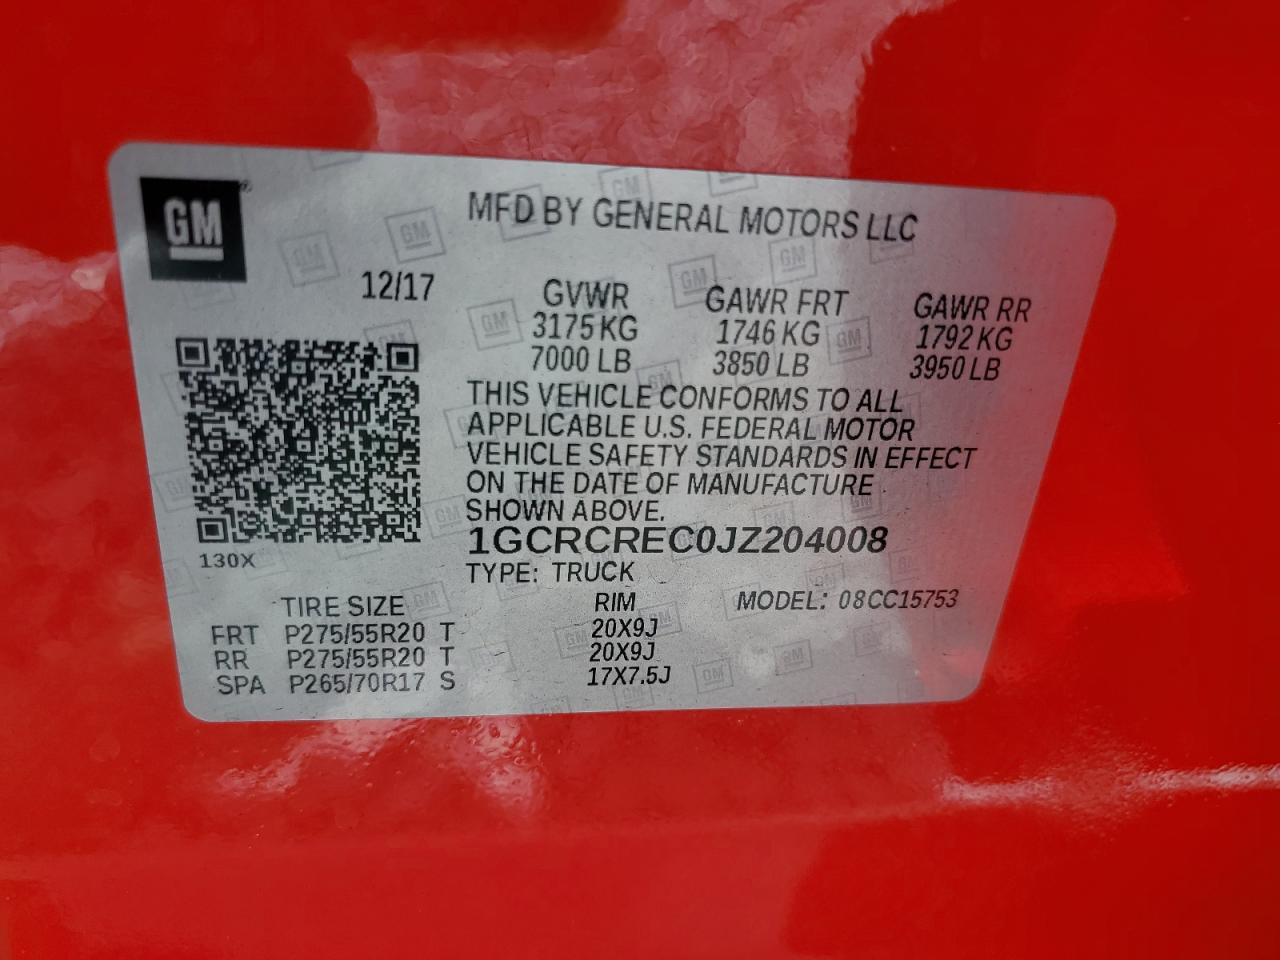 GM®
MFD BY GENERAL MOTORS LLC
12/17
GVWR GAWR FRT GAWR RR
3175 KG 1746 KG 1792 KG
7000 LB 3850 LB 3950 LB
THIS VEHICLE CONFORMS TO ALL
APPLICABLE U.S. FEDERAL MOTOR
VEHICLE SAFETY STANDARDS IN EFFECT
ON THE DATE OF MANUFACTURE
SHOWN ABOVE.
1GCRCREC0JZ204008
130X
TYPE: TRUCK
TIRE SIZE RIM MODEL: 08CC15753
FRT P275/55R20 T 20X9J
RR P275/55R20 T 20X9J
SPA P265/70R17 S 17X7.5J